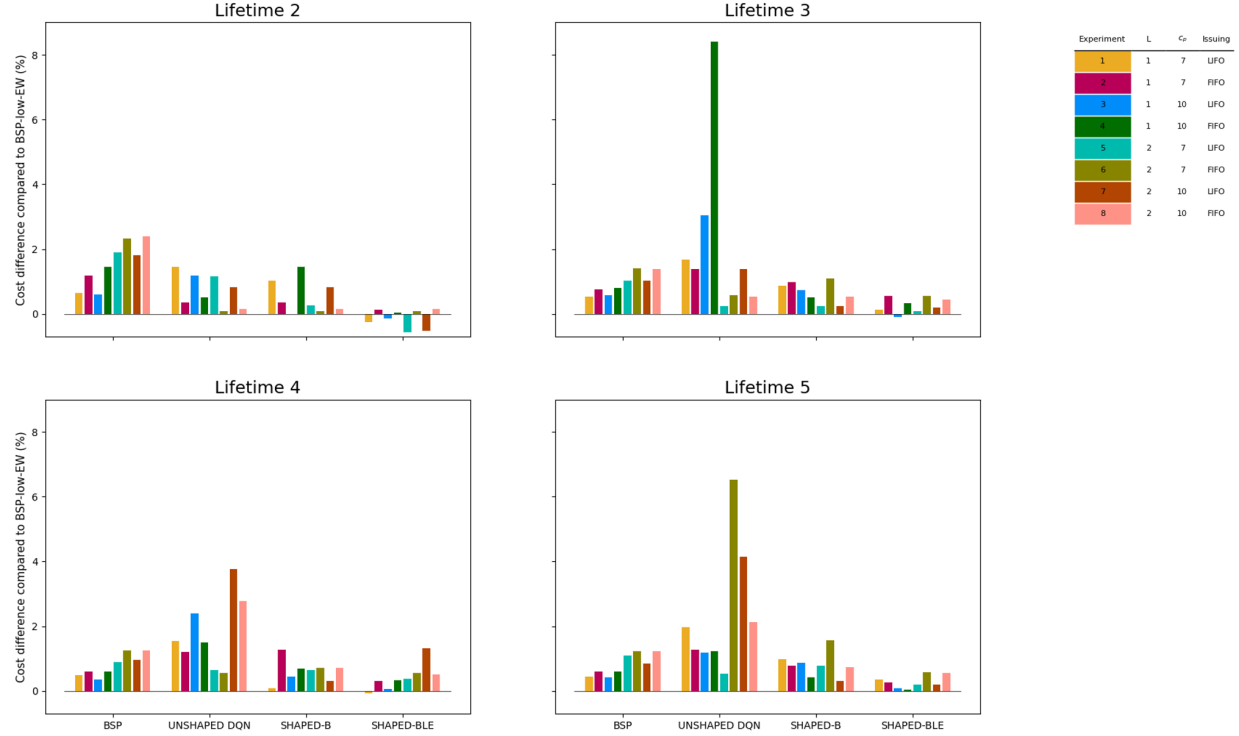 Lifetime 2
Cost difference compared to BSP-low-EW (%)
8
6
4
2
0
Lifetime 3
Experiment L c_p Issuing
1 1 7 LIFO
2 1 7 FIFO
3 1 10 LIFO
4 1 10 FIFO
5 2 7 LIFO
6 2 7 FIFO
7 2 10 LIFO
8 2 10 FIFO
Lifetime 4
Cost difference compared to BSP-low-EW (%)
8
6
4
2
0
BSP UNSHAPED DQN SHAPED-B SHAPED-BLE
Lifetime 5
BSP UNSHAPED DQN SHAPED-B SHAPED-BLE